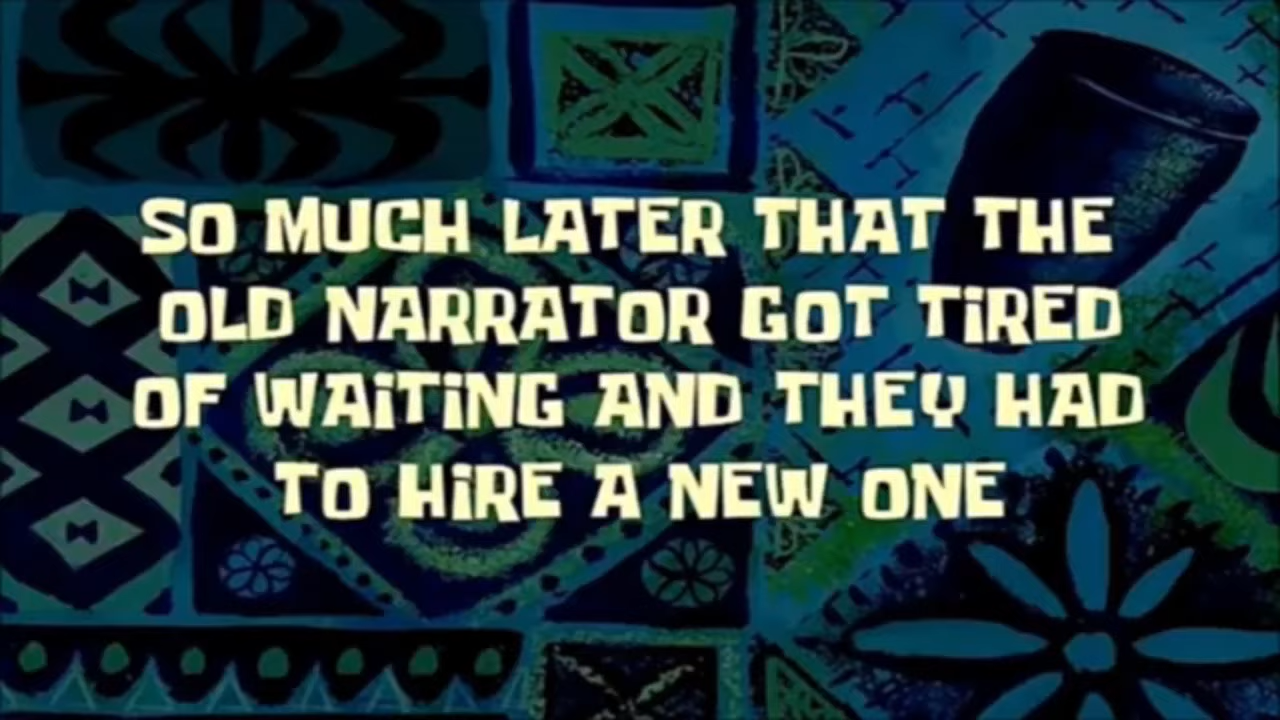 SO MUCH LATER THAT THE
OLD NARRATOR GOT TiRED
OF WAiTiNG AND THEY HAD
TO HiRE A NEW ONE